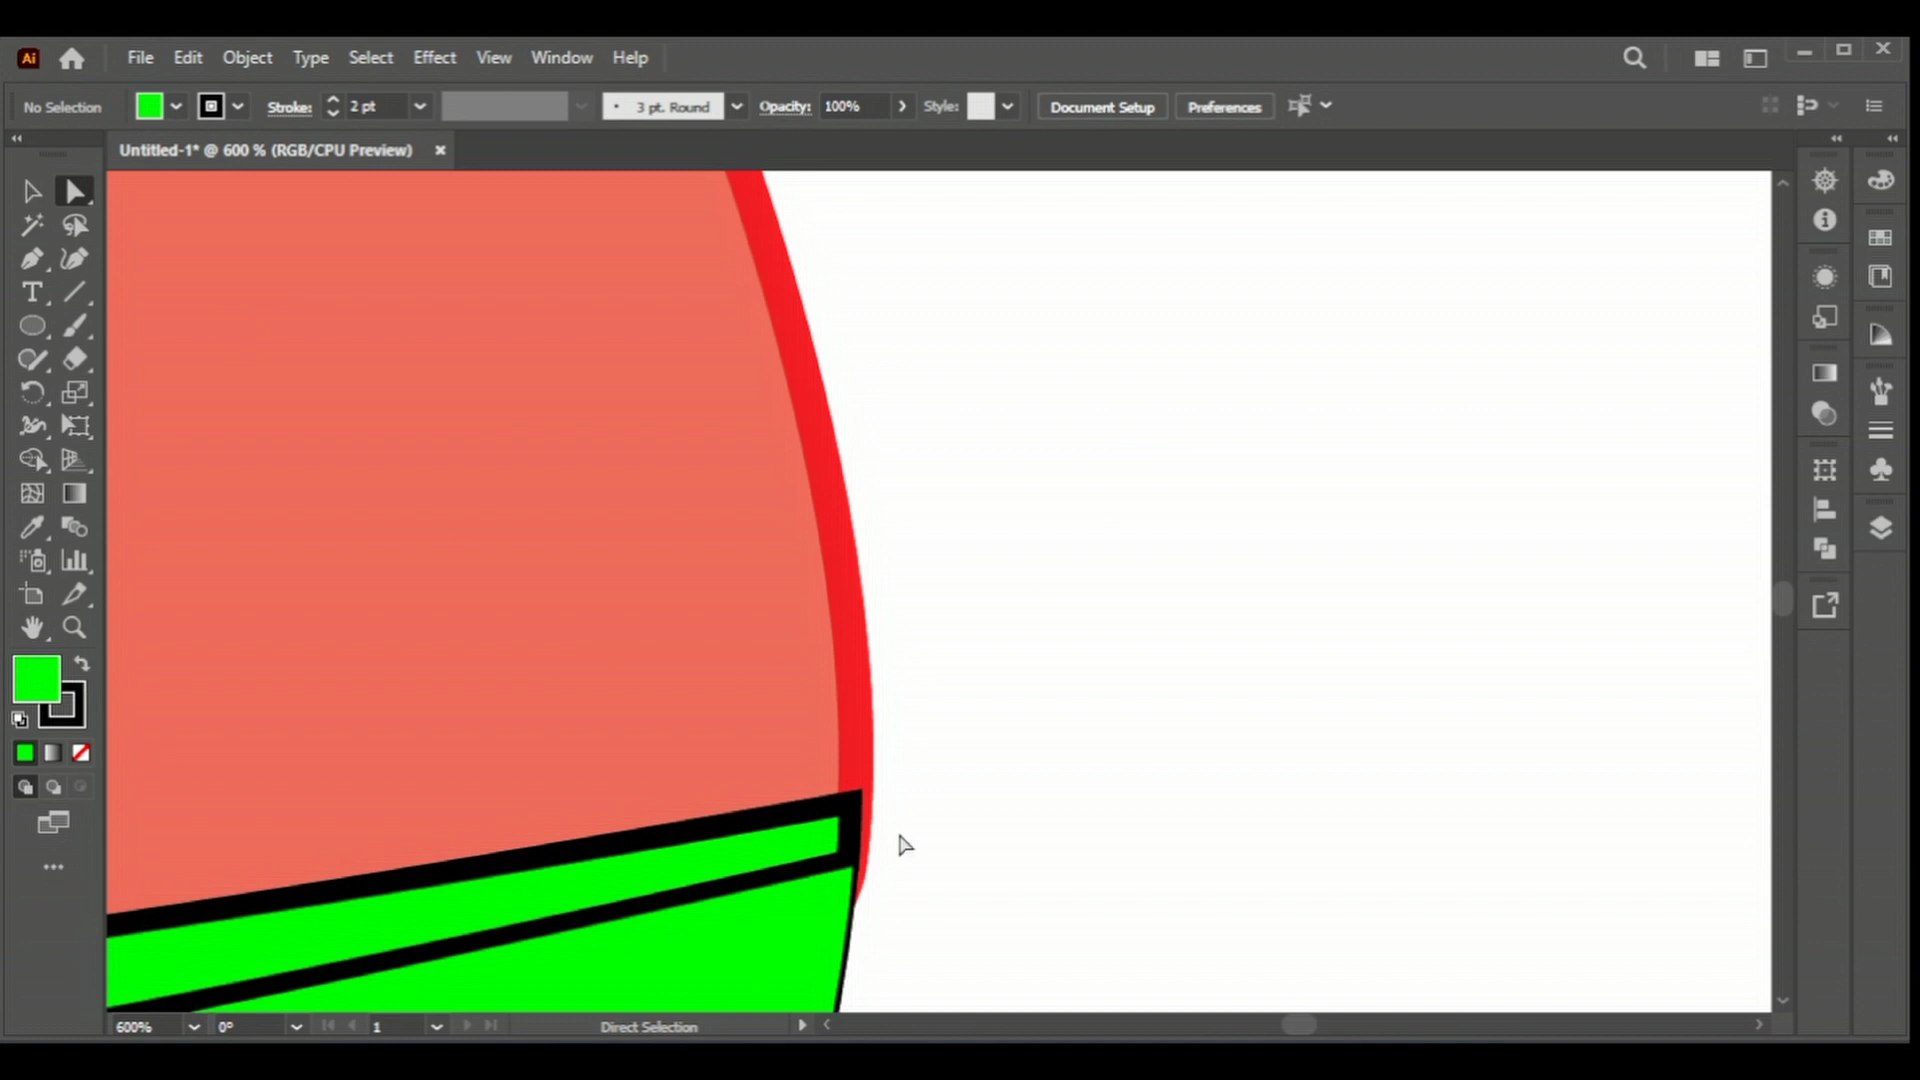 Ai File Edit Object Type Select Effect View Window Help
No Selection Stroke: 2 pt 3 pt. Round Opacity: 100% Style: Document Setup Preferences
Untitled-1* @ 600 % (RGB/CPU Preview)
600% 0° 1 Direct Selection